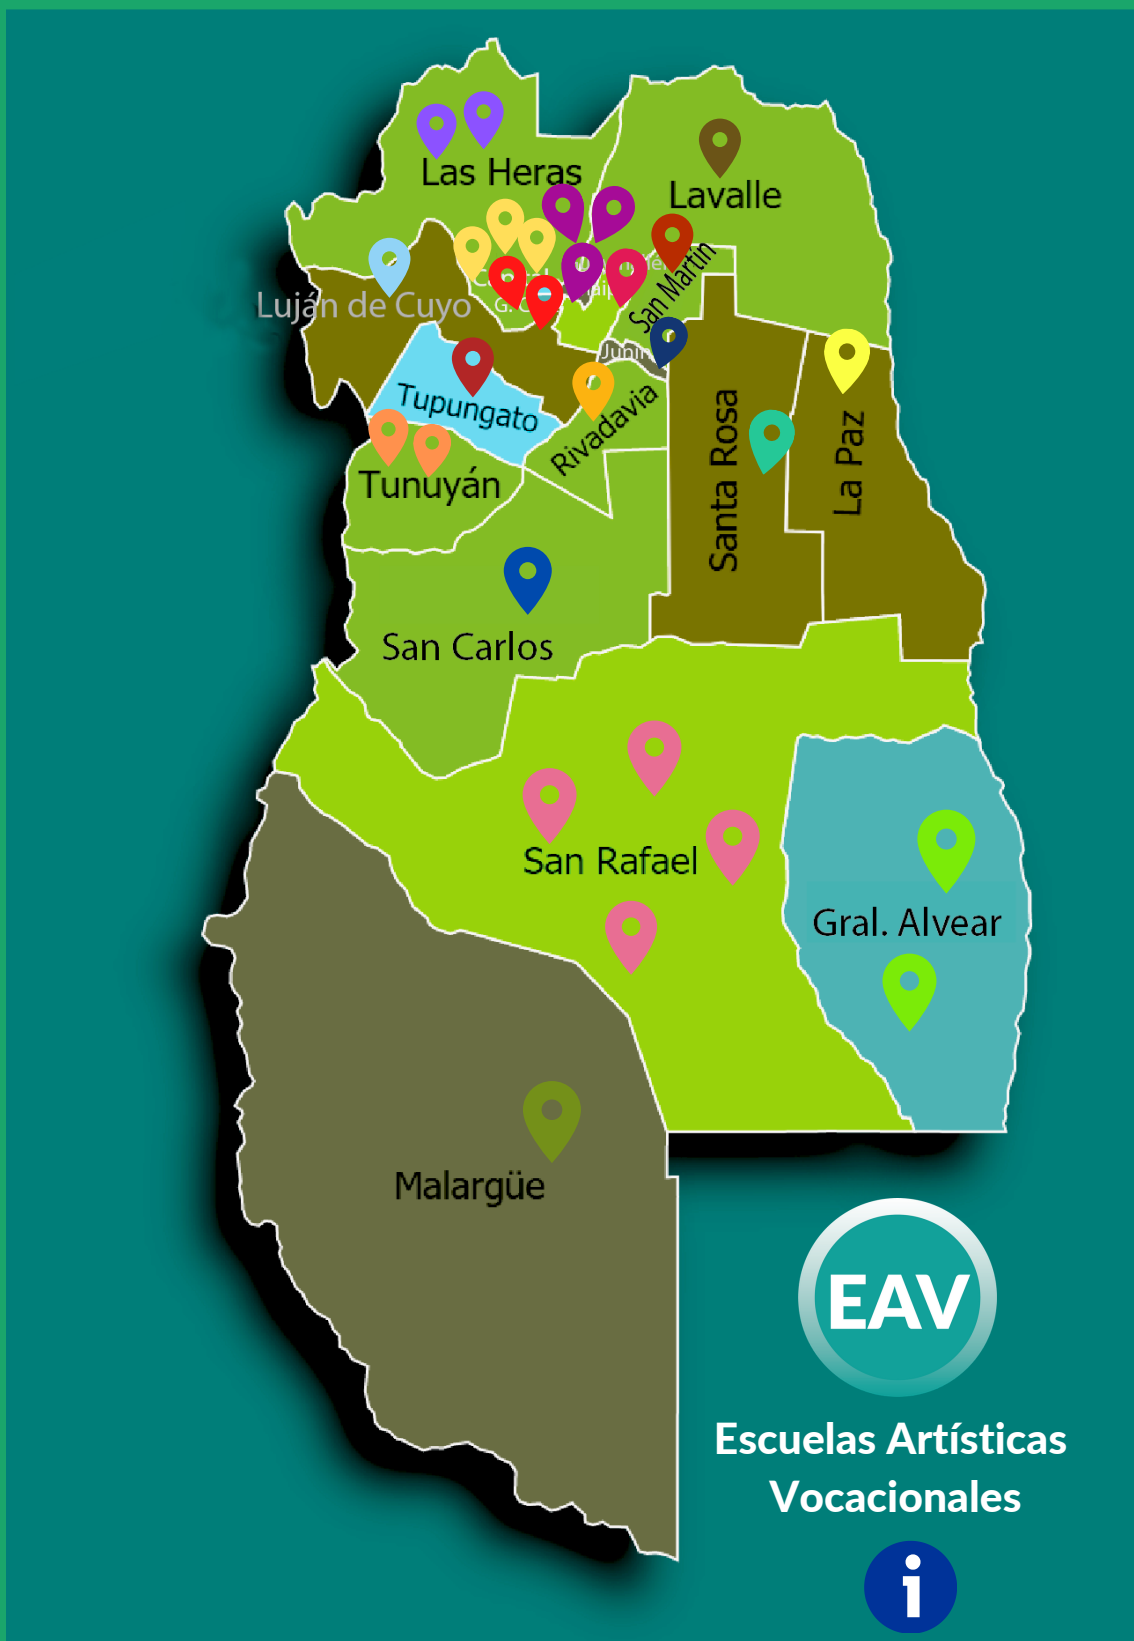 Las Heras
Lavalle
Luján de Cuyo
San Martín
Junín
Tupungato
Rivadavia
Santa Rosa
La Paz
Tunuyán
San Carlos
San Rafael
Gral. Alvear
Malargüe
EAV
Escuelas Artísticas
Vocacionales
i